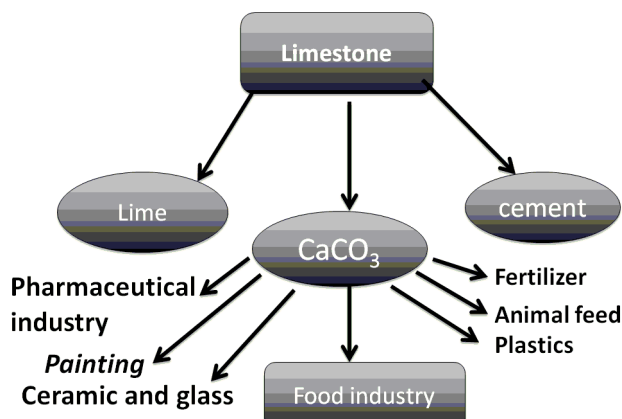 Limestone
Lime
cement
CaCO₃
Pharmaceutical
industry
Fertilizer
Animal feed
Plastics
Painting
Ceramic and glass
Food industry